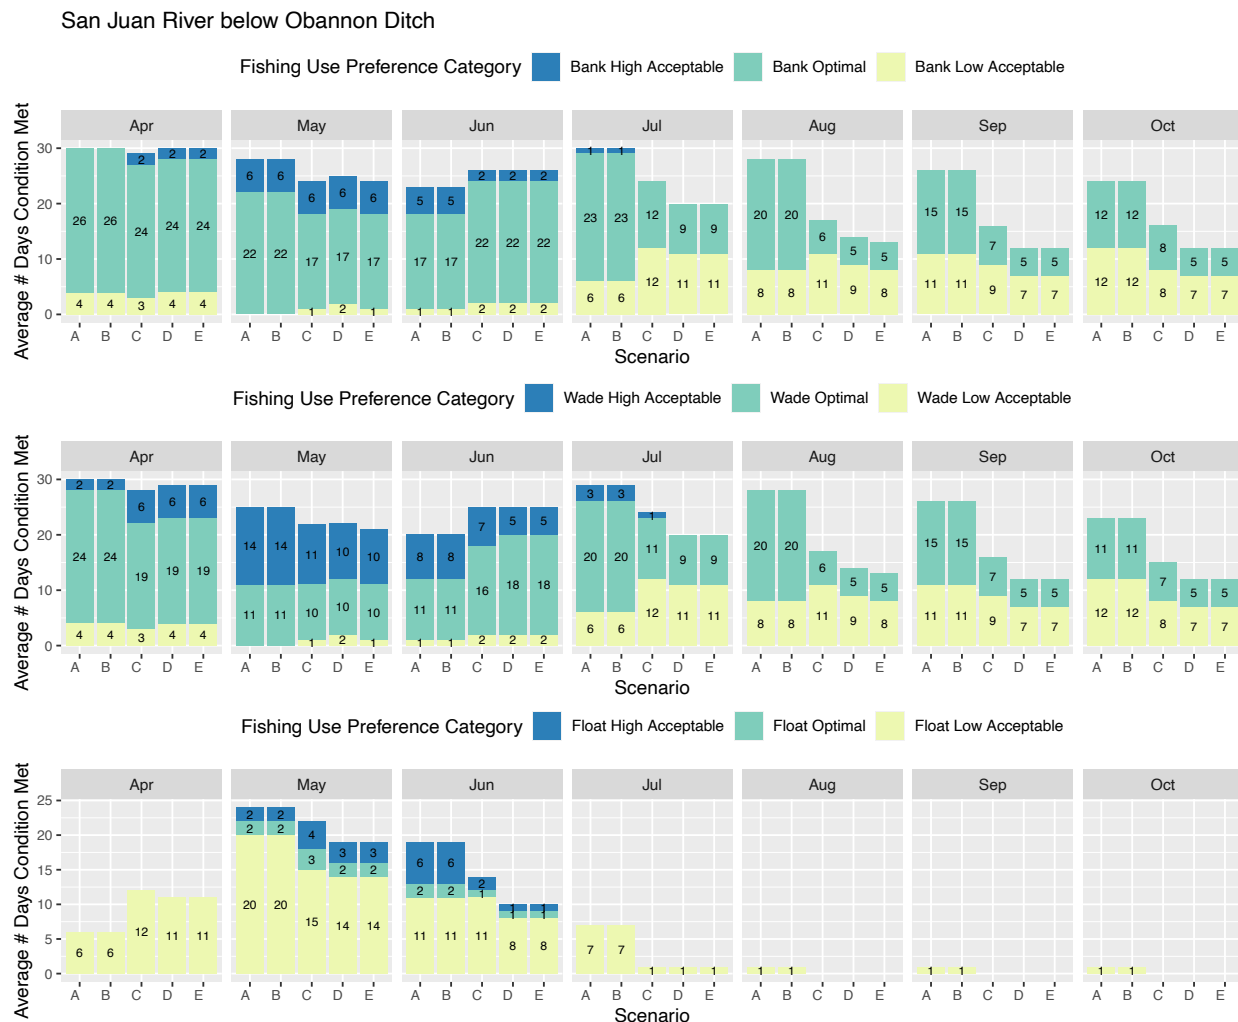 San Juan River below Obannon Ditch
Fishing Use Preference Category Bank High Acceptable Bank Optimal Bank Low Acceptable
Average # Days Condition Met
Apr May Jun Jul Aug Sep Oct
30
20
10
0
26 26 24 24 24
4 4 3 4 4
2 2 2
6 6 6 6 6
22 22 17 17 17
1 2 1
5 5 2 2 2
17 17 22 22 22
1 1 2 2 2
1 1
23 23 12 9 9
6 6 12 11 11
20 20 6 5 5
8 8 11 9 8
15 15 7 5 5
11 11 9 7 7
12 12 8 5 5
12 12 8 7 7
A B C D E A B C D E A B C D E A B C D E A B C D E A B C D E A B C D E
Scenario
Fishing Use Preference Category Wade High Acceptable Wade Optimal Wade Low Acceptable
Average # Days Condition Met
Apr May Jun Jul Aug Sep Oct
30
20
10
0
2 2 6 6 6
24 24 19 19 19
4 4 3 4 4
14 14 11 10 10
11 11 10 10 10
1 2 1
8 8 7 5 5
11 11 16 18 18
1 1 2 2 2
3 3 1
20 20 11 9 9
6 6 12 11 11
20 20 6 5 5
8 8 11 9 8
15 15 7 5 5
11 11 9 7 7
11 11 7 5 5
12 12 8 7 7
A B C D E A B C D E A B C D E A B C D E A B C D E A B C D E A B C D E
Scenario
Fishing Use Preference Category Float High Acceptable Float Optimal Float Low Acceptable
Average # Days Condition Met
Apr May Jun Jul Aug Sep Oct
25
20
15
10
5
0
6 6 12 11 11
2 2 4 3 3
2 2 3 2 2
20 20 15 14 14
6 6 2 1 1
2 2 1 1 1
11 11 11 8 8
7 7 1 1 1
1 1
1 1
1 1
A B C D E A B C D E A B C D E A B C D E A B C D E A B C D E A B C D E
Scenario